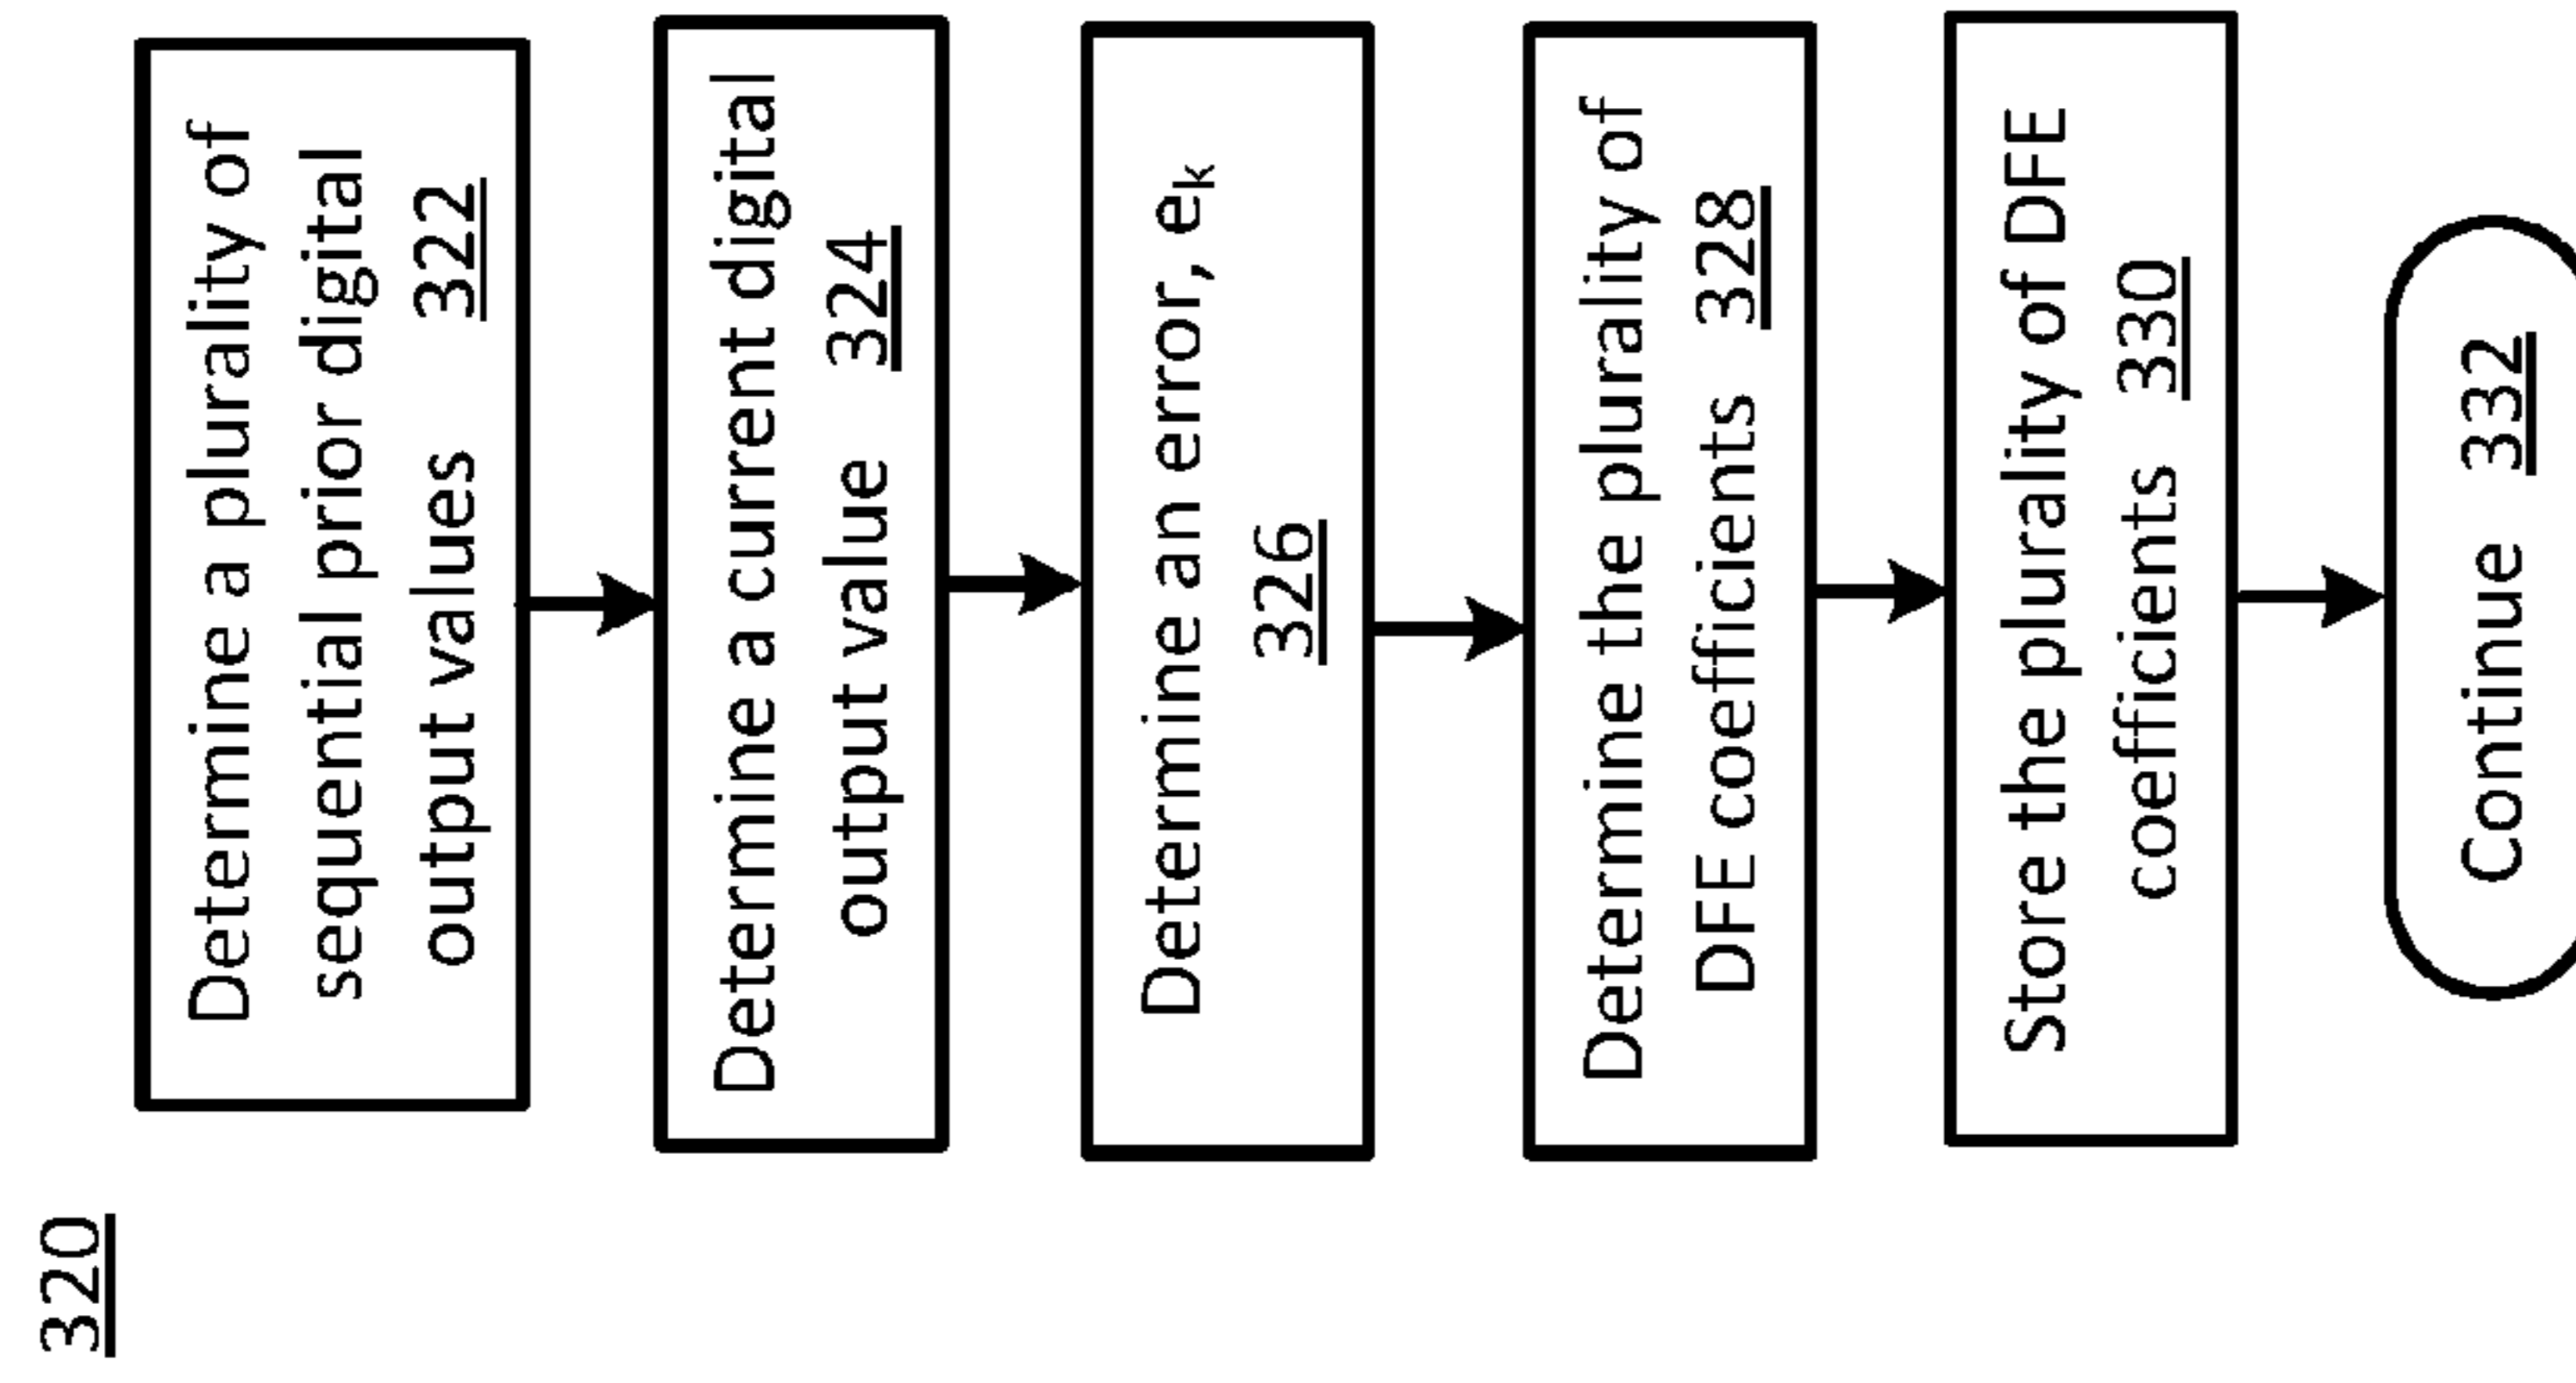 320
Determine a plurality of
sequential prior digital
output values 322
Determine a current digital
output value 324
Determine an error, eₖ
326
Determine the plurality of
DFE coefficients 328
Store the plurality of DFE
coefficients 330
Continue 332